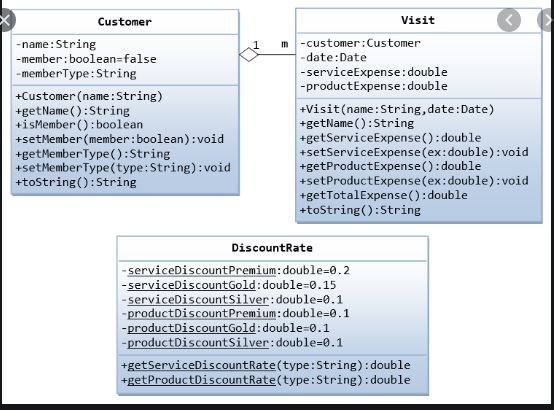 Customer
-name:String
-member:boolean=false
-memberType:String
+Customer(name:String)
+getName():String
+isMember():boolean
+setMember(member:boolean):void
+getMemberType():String
+setMemberType(type:String):void
+toString():String
1 m
Visit
-customer:Customer
-date:Date
-serviceExpense:double
-productExpense:double
+Visit(name:String,date:Date)
+getName():String
+getServiceExpense():double
+setServiceExpense(ex:double):void
+getProductExpense():double
+setProductExpense(ex:double):void
+getTotalExpense():double
+toString():String
DiscountRate
-serviceDiscountPremium:double=0.2
-serviceDiscountGold:double=0.15
-serviceDiscountSilver:double=0.1
-productDiscountPremium:double=0.1
-productDiscountGold:double=0.1
-productDiscountSilver:double=0.1
+getServiceDiscountRate(type:String):double
+getProductDiscountRate(type:String):double